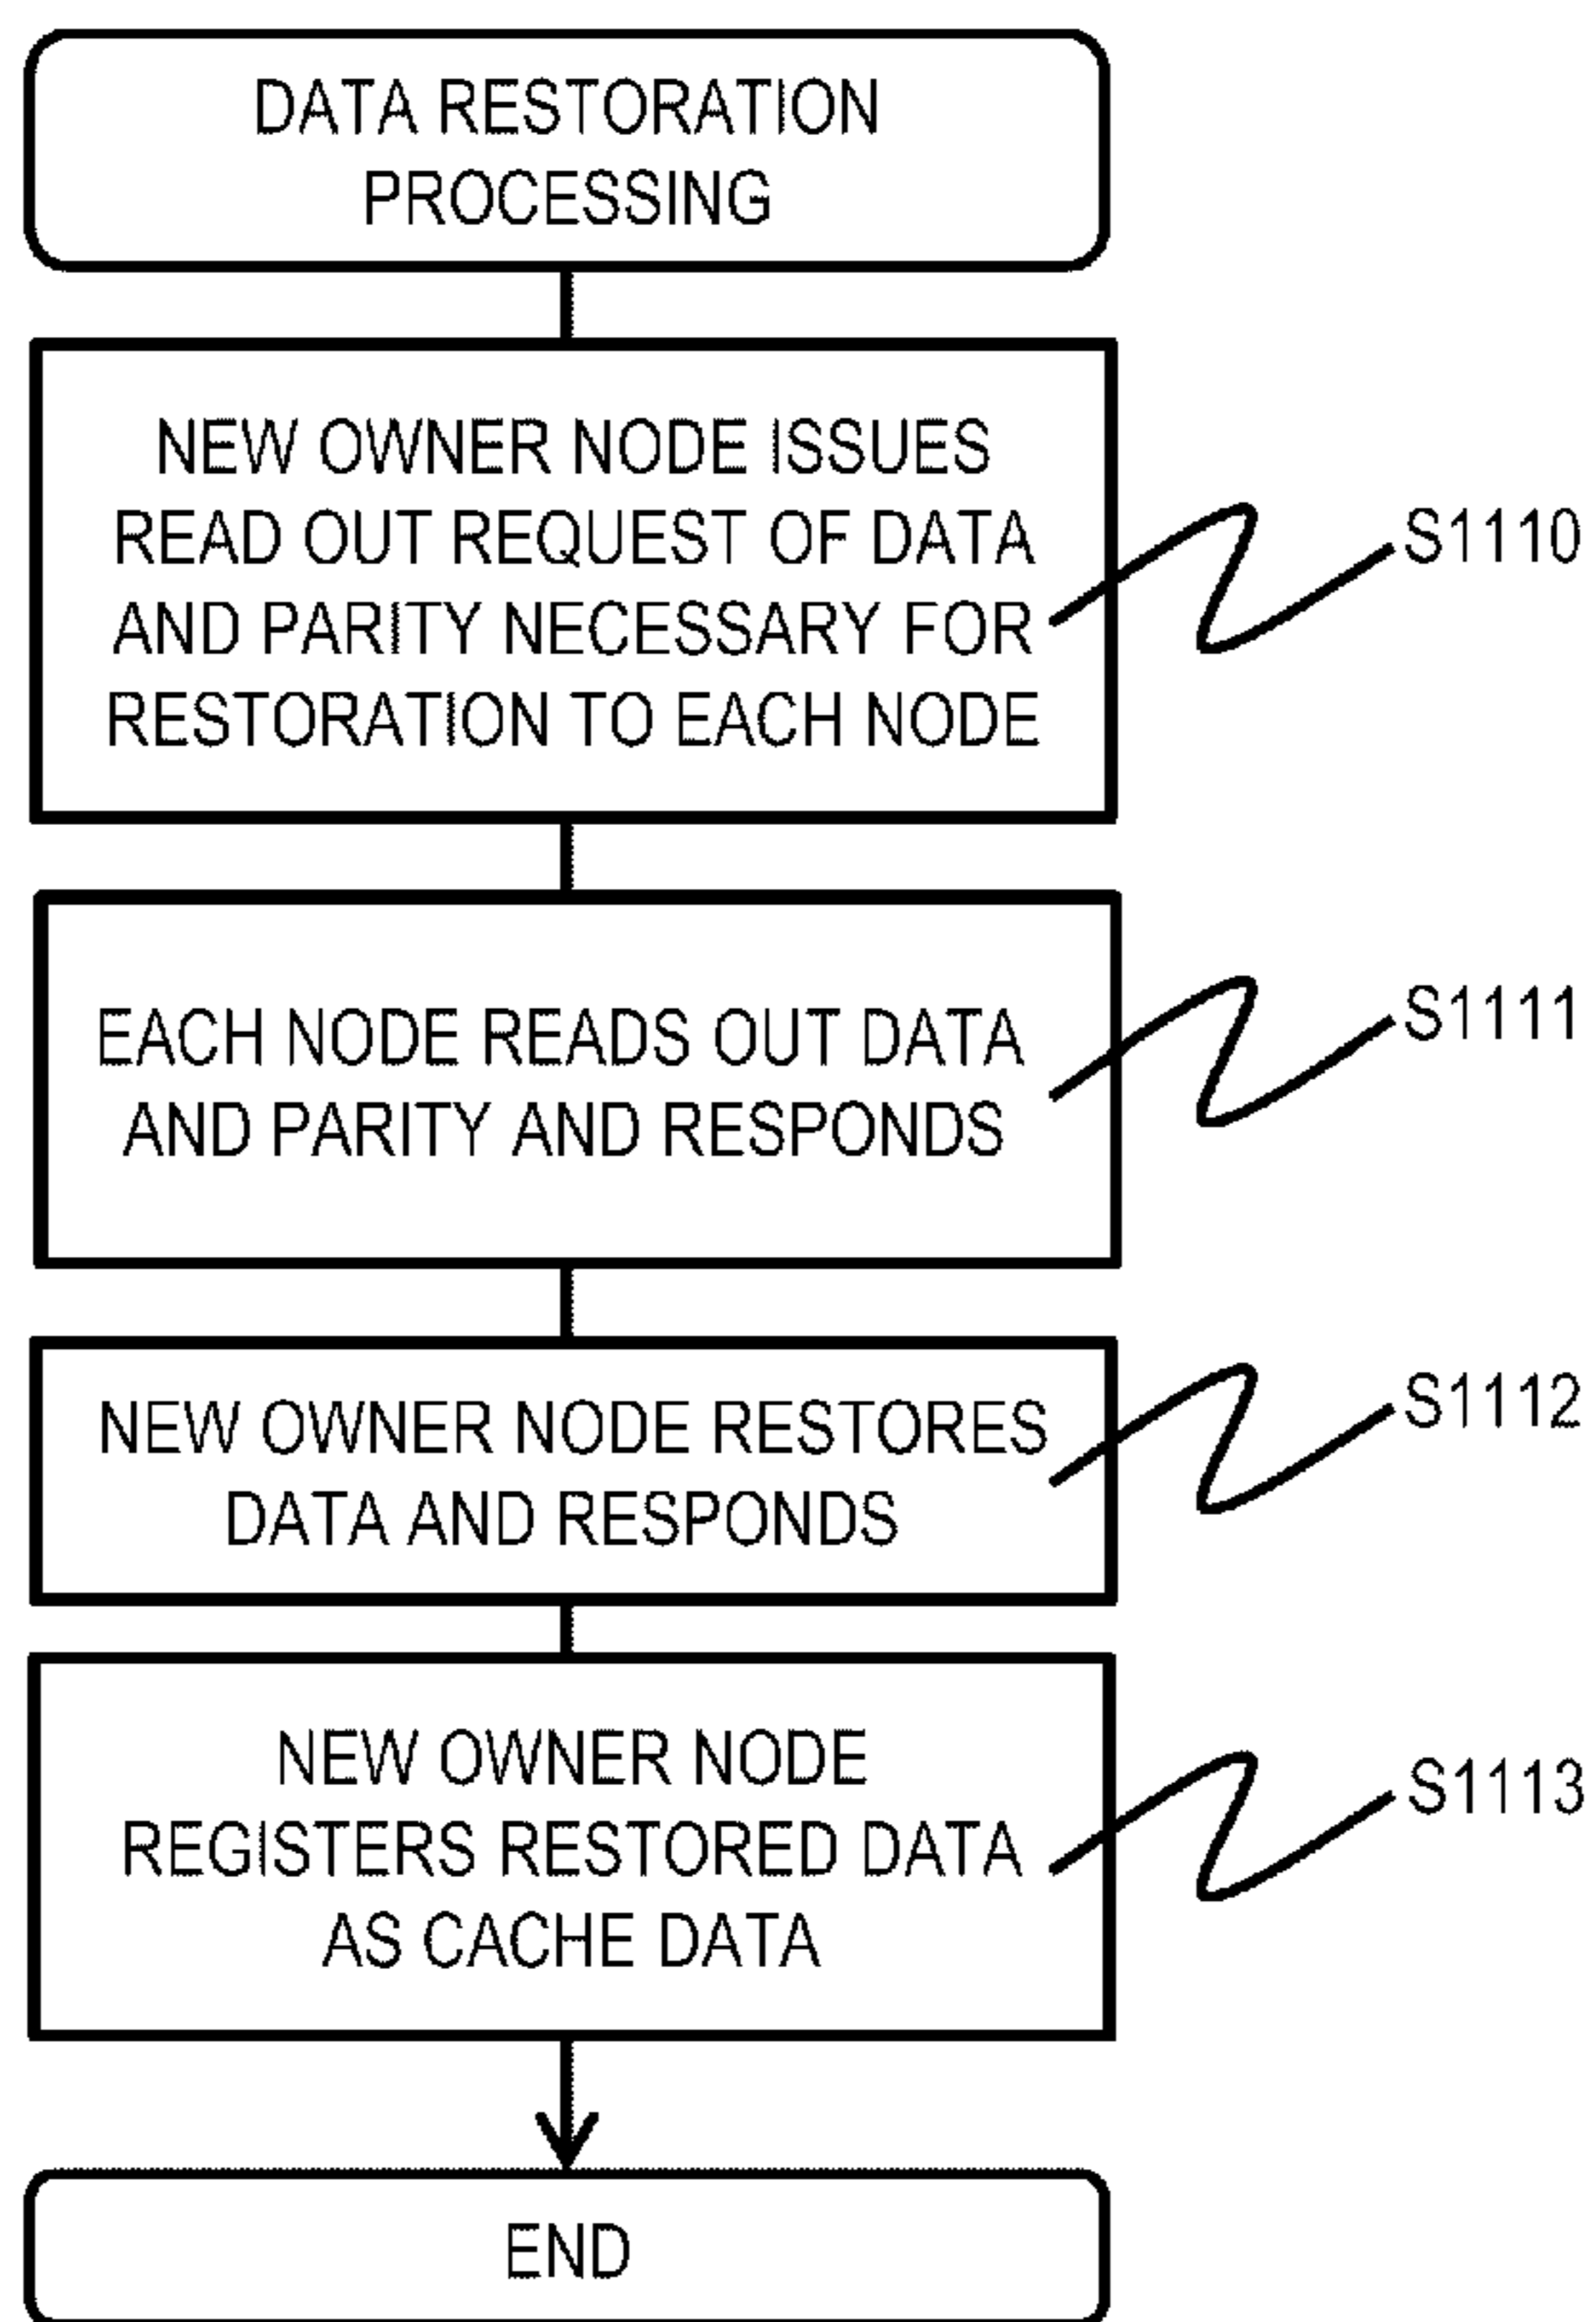 DATA RESTORATION
PROCESSING
NEW OWNER NODE ISSUES
READ OUT REQUEST OF DATA
AND PARITY NECESSARY FOR
RESTORATION TO EACH NODE
S1110
EACH NODE READS OUT DATA
AND PARITY AND RESPONDS
S1111
NEW OWNER NODE RESTORES
DATA AND RESPONDS
S1112
NEW OWNER NODE
REGISTERS RESTORED DATA
AS CACHE DATA
S1113
END